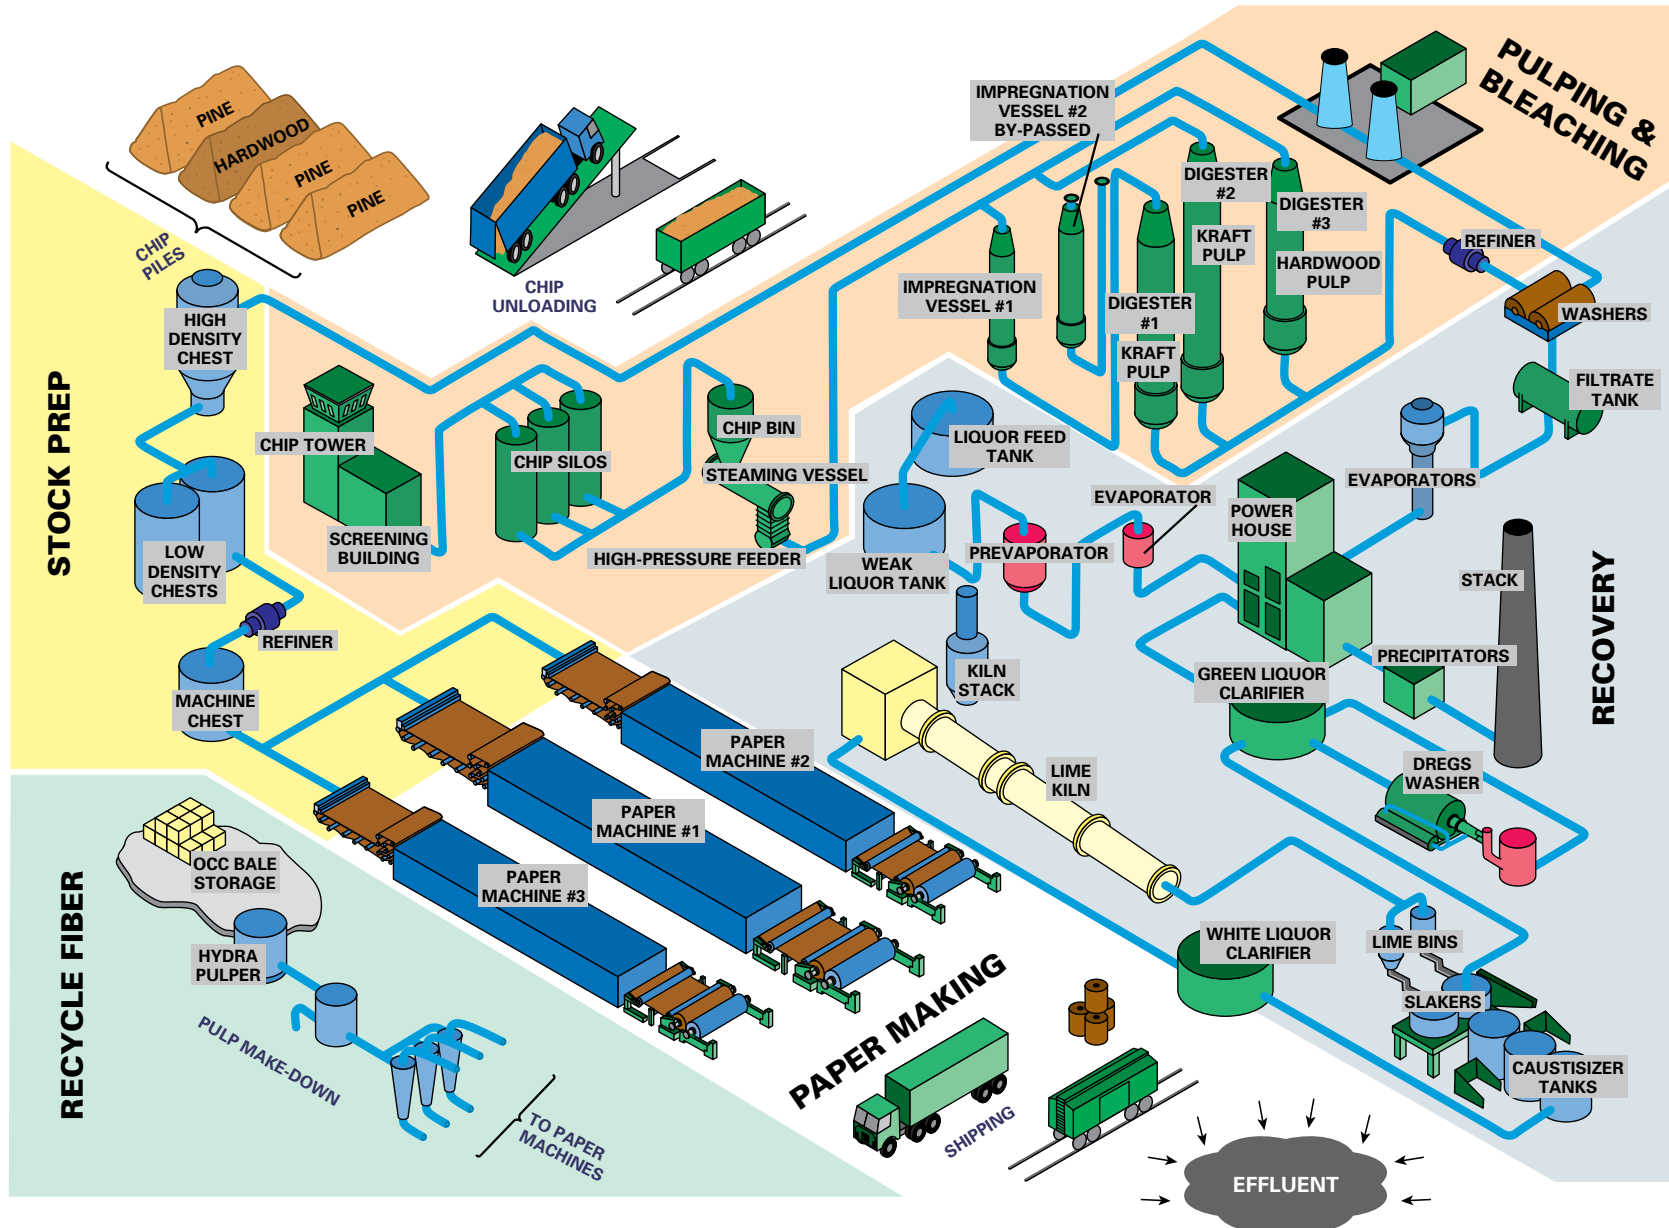 PINE
HARDWOOD
PINE
PINE
CHIP
PILES
CHIP
UNLOADING
PULPING &
BLEACHING
IMPREGNATION
VESSEL #2
BY-PASSED
DIGESTER
#2
KRAFT
PULP
DIGESTER
#3
HARDWOOD
PULP
REFINER
WASHERS
IMPREGNATION
VESSEL #1
DIGESTER
#1
KRAFT
PULP
FILTRATE
TANK
HIGH
DENSITY
CHEST
STOCK PREP
CHIP TOWER
SCREENING
BUILDING
CHIP SILOS
CHIP BIN
STEAMING VESSEL
HIGH-PRESSURE FEEDER
LOW
DENSITY
CHESTS
REFINER
MACHINE
CHEST
LIQUOR FEED
TANK
WEAK
LIQUOR TANK
PREVAPORATOR
EVAPORATOR
POWER
HOUSE
EVAPORATORS
STACK
RECOVERY
PRECIPITATORS
KILN
STACK
GREEN LIQUOR
CLARIFIER
DREGS
WASHER
LIME
KILN
PAPER
MACHINE #2
PAPER
MACHINE #1
PAPER
MACHINE #3
WHITE LIQUOR
CLARIFIER
LIME BINS
SLAKERS
CAUSTISIZER
TANKS
RECYCLE FIBER
OCC BALE
STORAGE
HYDRA
PULPER
PULP MAKE-DOWN
TO PAPER
MACHINES
PAPER MAKING
SHIPPING
EFFLUENT